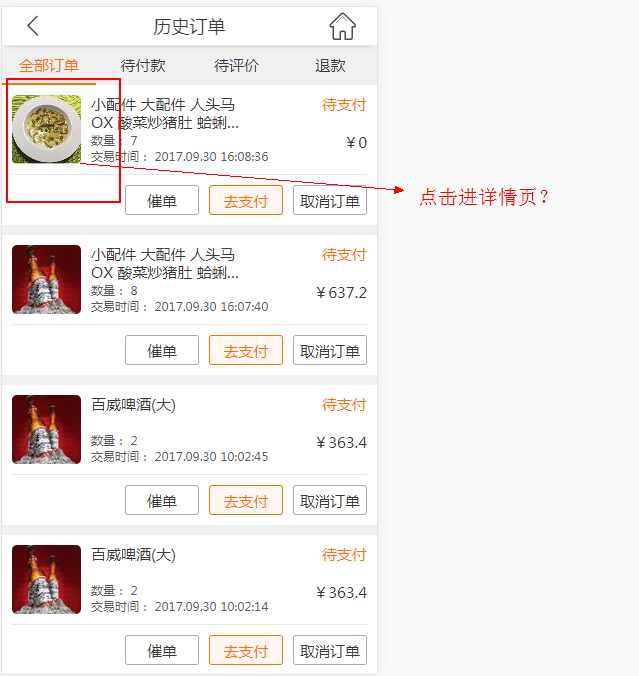 历史订单
全部订单 待付款 待评价 退款
小配件 大配件 人头马 待支付
OX 酸菜炒猪肚 蛤蜊...
数量： 7 ￥0
交易时间： 2017.09.30 16:08:36
催单 去支付 取消订单
点击进详情页？
小配件 大配件 人头马 待支付
OX 酸菜炒猪肚 蛤蜊...
数量： 8 ￥637.2
交易时间： 2017.09.30 16:07:40
催单 去支付 取消订单
百威啤酒(大) 待支付
数量： 2 ￥363.4
交易时间： 2017.09.30 10:02:45
催单 去支付 取消订单
百威啤酒(大) 待支付
数量： 2 ￥363.4
交易时间： 2017.09.30 10:02:14
催单 去支付 取消订单